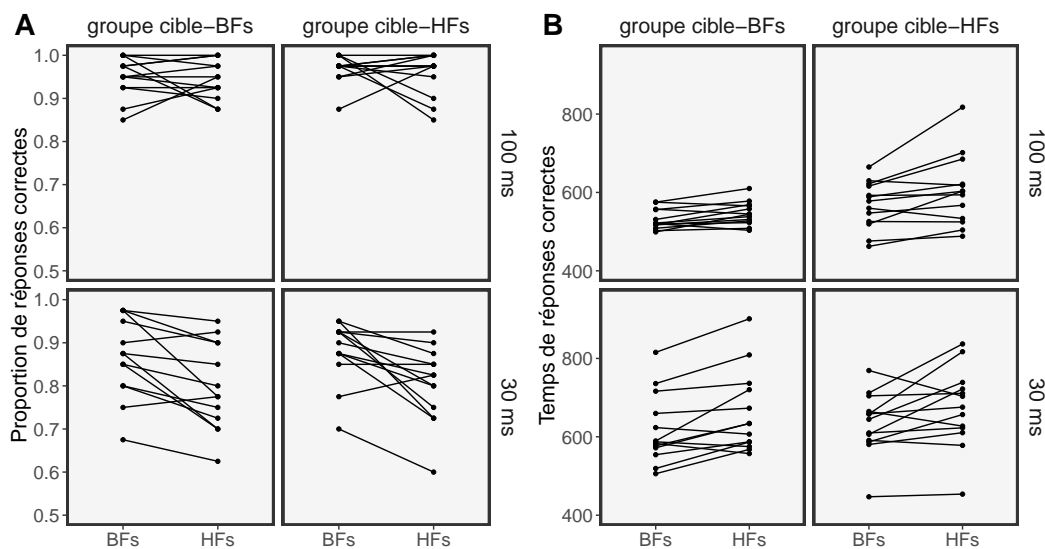 A
groupe cible−BFs
groupe cible−HFs
Proportion de réponses correctes
1.0
0.9
0.8
0.7
0.6
0.5
100 ms
1.0
0.9
0.8
0.7
0.6
0.5
30 ms
BFs
HFs
BFs
HFs
B
groupe cible−BFs
groupe cible−HFs
Temps de réponses correctes
800
600
400
100 ms
800
600
400
30 ms
BFs
HFs
BFs
HFs